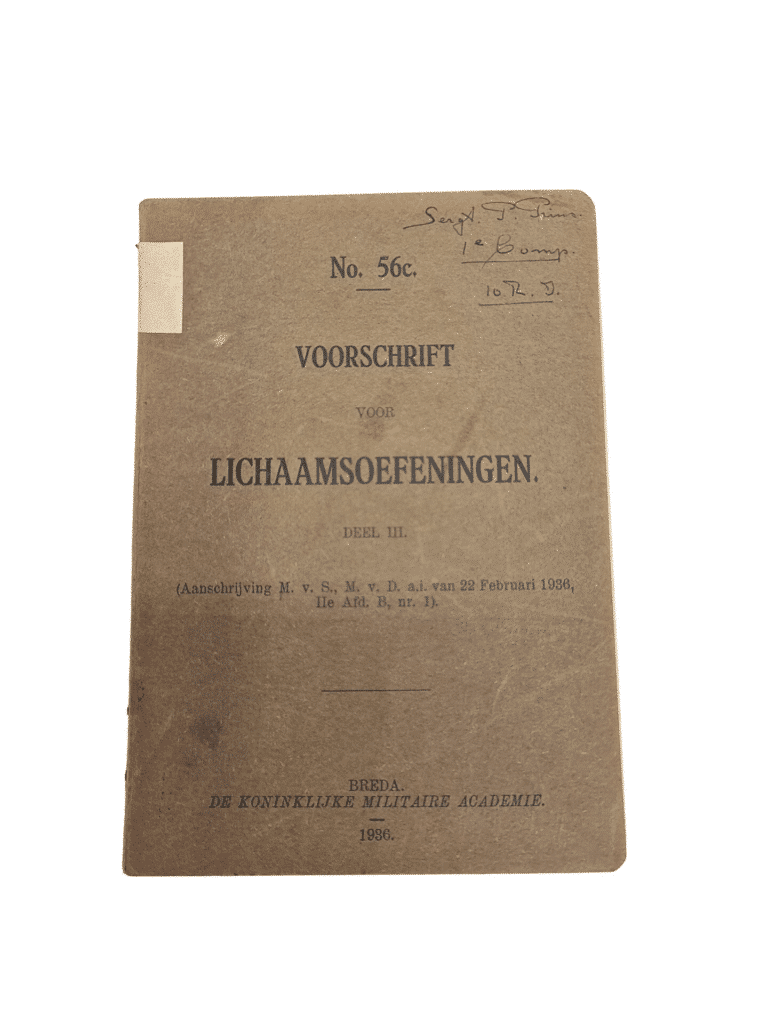 Sergt. P. Prins.
1e Comp.
10 R. I.
No. 56c.
VOORSCHRIFT
VOOR
LICHAAMSOEFENINGEN.
DEEL III.
(Aanschrijving M. v. S., M. v. D. a.i. van 22 Februari 1936,
IIe Afd. B, nr. 1).
BREDA.
DE KONINKLIJKE MILITAIRE ACADEMIE.
1936.